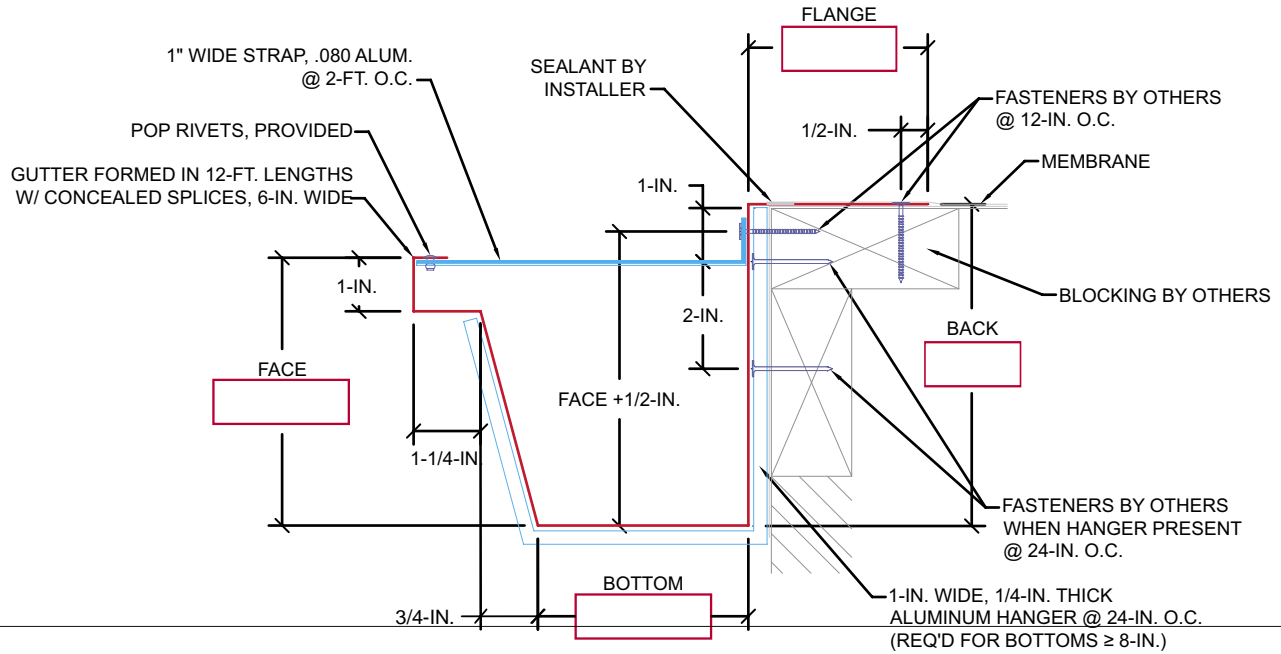 FLANGE
1" WIDE STRAP, .080 ALUM.
@ 2-FT. O.C.
SEALANT BY
INSTALLER
FASTENERS BY OTHERS
@ 12-IN. O.C.
POP RIVETS, PROVIDED
1/2-IN.
MEMBRANE
GUTTER FORMED IN 12-FT. LENGTHS
W/ CONCEALED SPLICES, 6-IN. WIDE
1-IN.
1-IN.
BLOCKING BY OTHERS
2-IN.
BACK
FACE
FACE +1/2-IN.
1-1/4-IN.
FASTENERS BY OTHERS
WHEN HANGER PRESENT
@ 24-IN. O.C.
BOTTOM
3/4-IN.
1-IN. WIDE, 1/4-IN. THICK
ALUMINUM HANGER @ 24-IN. O.C.
(REQ'D FOR BOTTOMS ≥ 8-IN.)